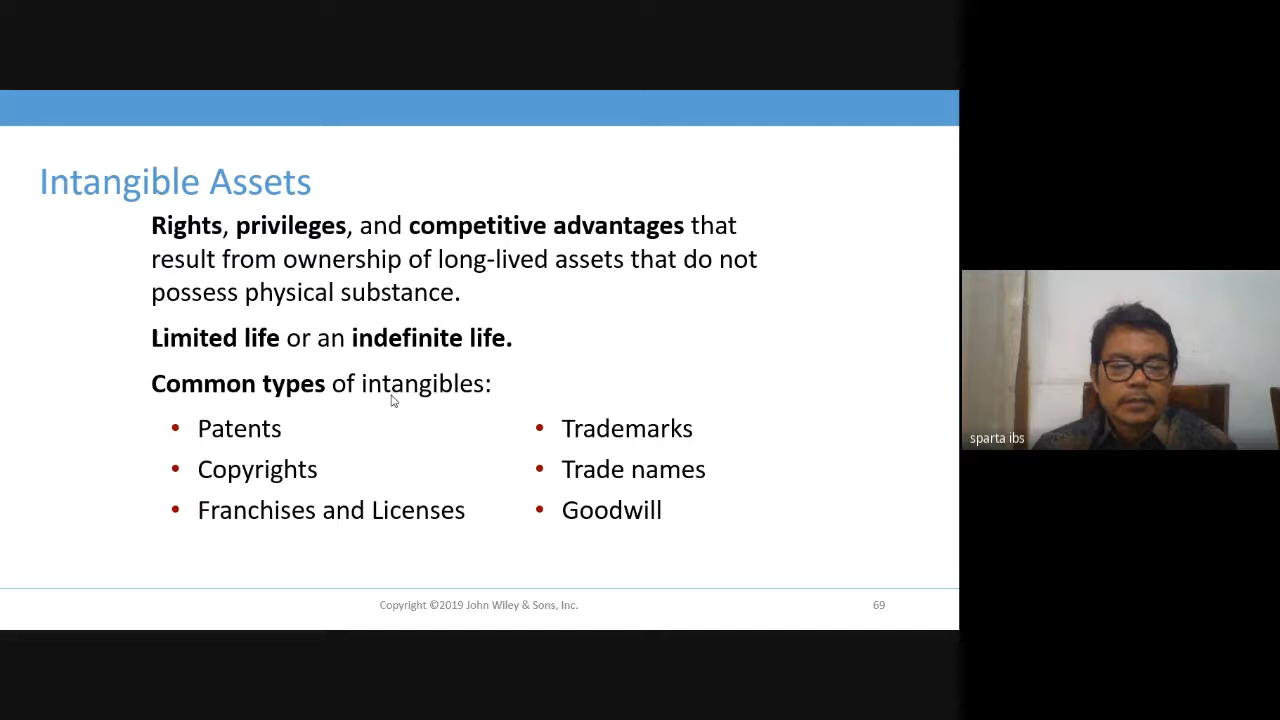 Intangible Assets
Rights, privileges, and competitive advantages that
result from ownership of long-lived assets that do not
possess physical substance.
Limited life or an indefinite life.
Common types of intangibles:
• Patents
• Copyrights
• Franchises and Licenses
• Trademarks
• Trade names
• Goodwill
Copyright ©2019 John Wiley & Sons, Inc.
69
sparta ibs